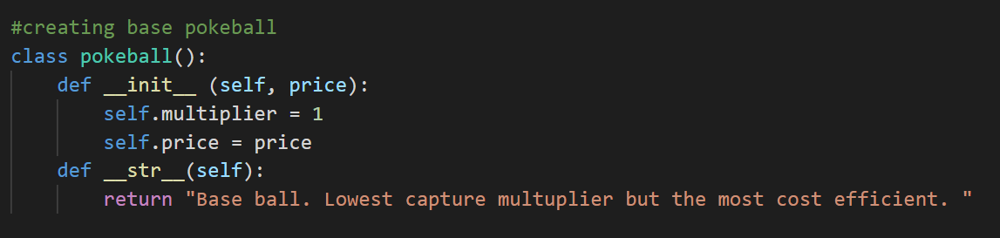 #creating base pokeball
class pokeball():
    def __init__ (self, price):
        self.multiplier = 1
        self.price = price
    def __str__(self):
        return "Base ball. Lowest capture multuplier but the most cost efficient. "